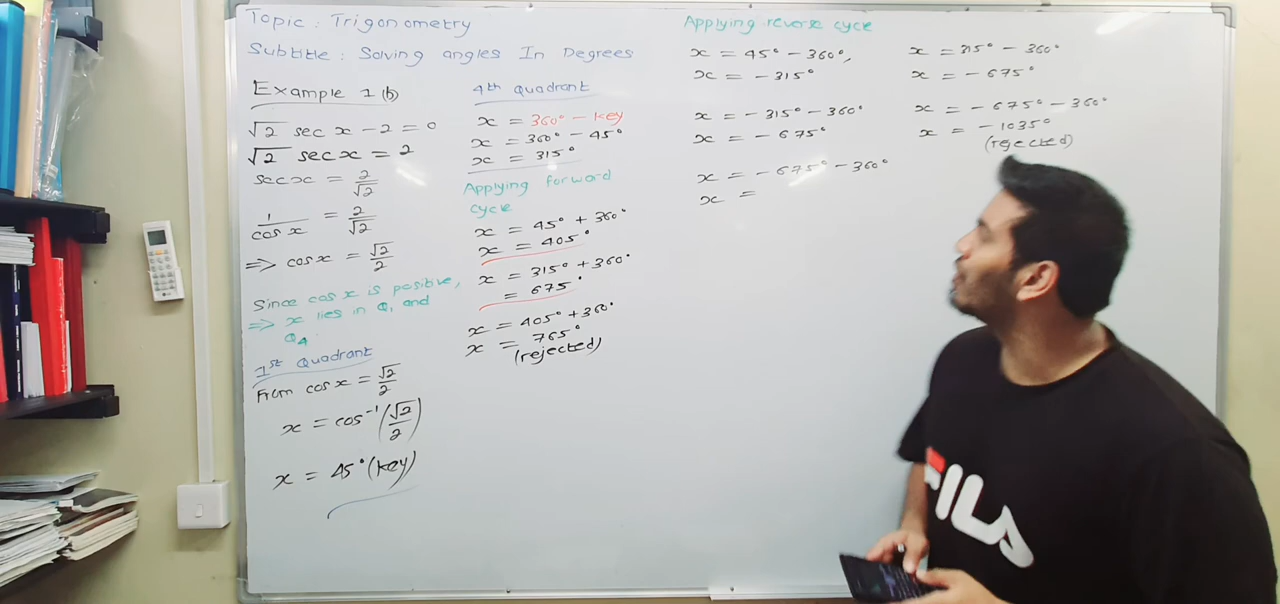 Topic : Trigonometry
Subtitle : Solving angles In Degrees
Example 1(b)
√2 sec x - 2 = 0
√2 sec x = 2
sec x = 2/√2
1/cos x = 2/√2
=> cos x = √2/2
Since cos x is positive,
=> x lies in Q1 and
Q4
1st Quadrant
From cos x = √2/2
x = cos⁻¹(√2/2)
x = 45° (key)
4th Quadrant
x = 360° - key
x = 360° - 45°
x = 315°
Applying forward
cycle
x = 45° + 360°
x = 405°
x = 315° + 360°
= 675°
x = 405° + 360°
x = 765°
(rejected)
Applying reverse cycle
x = 45° - 360°,
x = -315°
x = -315° - 360°
x = -675°
x = -675° - 360°
x =
x = 315° - 360°
x = -675°
x = -675° - 360°
x = -1035°
(rejected)
FILA